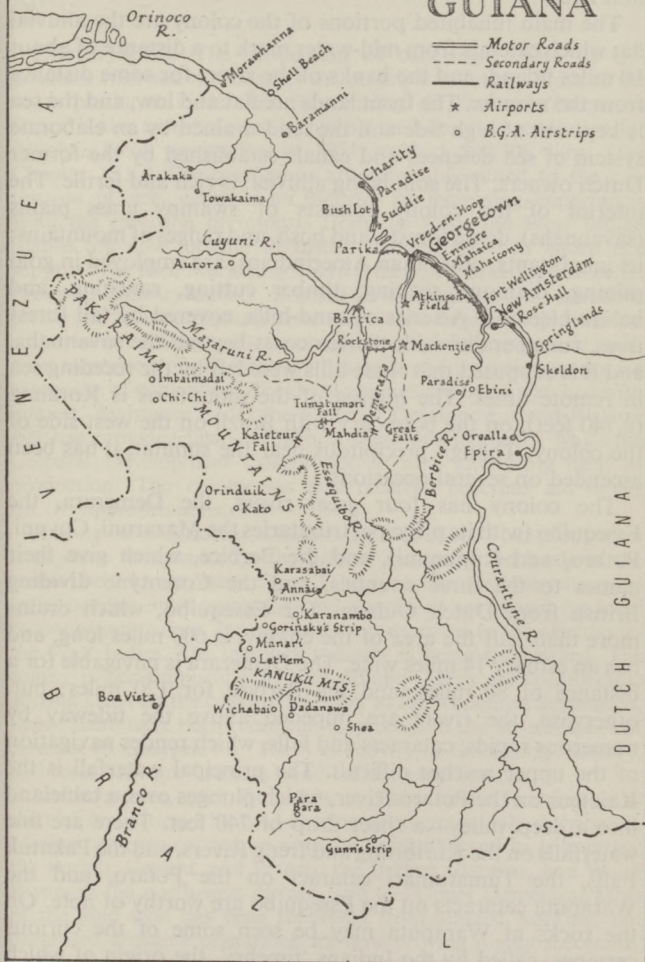 GUIANA
Motor Roads
Secondary Roads
Railways
Airports
B.G.A. Airstrips
Orinoco
R.
Morawhanna
Shell Beach
Baramanni
Arakaka
Towakaima
Charity
Paradise
Bush Lot
Suddie
Vreed-en-Hoop
Georgetown
Parika
Enmore
Mahaica
Mahaicony
Cuyuni R.
Aurora
Fort Wellington
New Amsterdam
Rose Hall
Atkinson
Field
Bartica
Springlands
Rockstone
Mackenzie
Skeldon
PAKARAIMA
MOUNTAINS
Mazaruni R.
Imbaimadai
Chi-Chi
Paradise
Ebini
Demerara
R.
Tumatumari
Fall
Mahdia
Great
Falls
Kaieteur
Fall
Orealla
Epira
Berbice R.
Essequibo R.
Orinduik
Kato
Courantyne R.
Karasabai
Annai
Karanambo
Gorinsky's Strip
Manari
Lethem
KANUKU MTS.
Boa Vista
Wichabaio
Dadanawa
Shea
Branco R.
Para
bara
Gunn's Strip
VENEZUELA
BRAZIL
DUTCH GUIANA